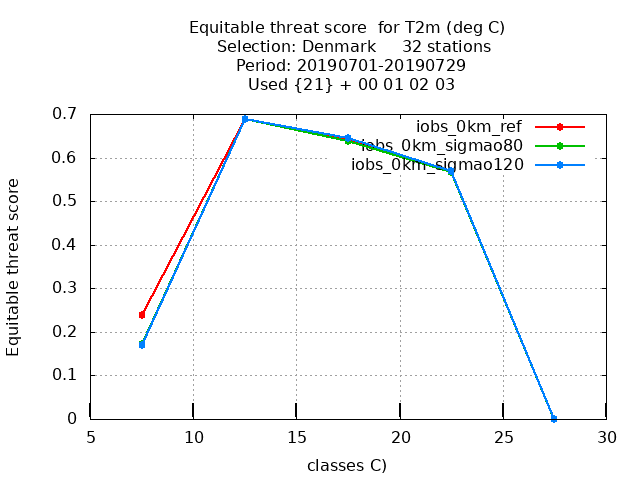 Equitable threat score  for T2m (deg C)
Selection: Denmark     32 stations
Period: 20190701-20190729
Used {21} + 00 01 02 03
Equitable threat score
0.7
0.6
0.5
0.4
0.3
0.2
0.1
0
iobs_0km_ref
iobs_0km_sigmao80
iobs_0km_sigmao120
5
10
15
20
25
30
classes C)